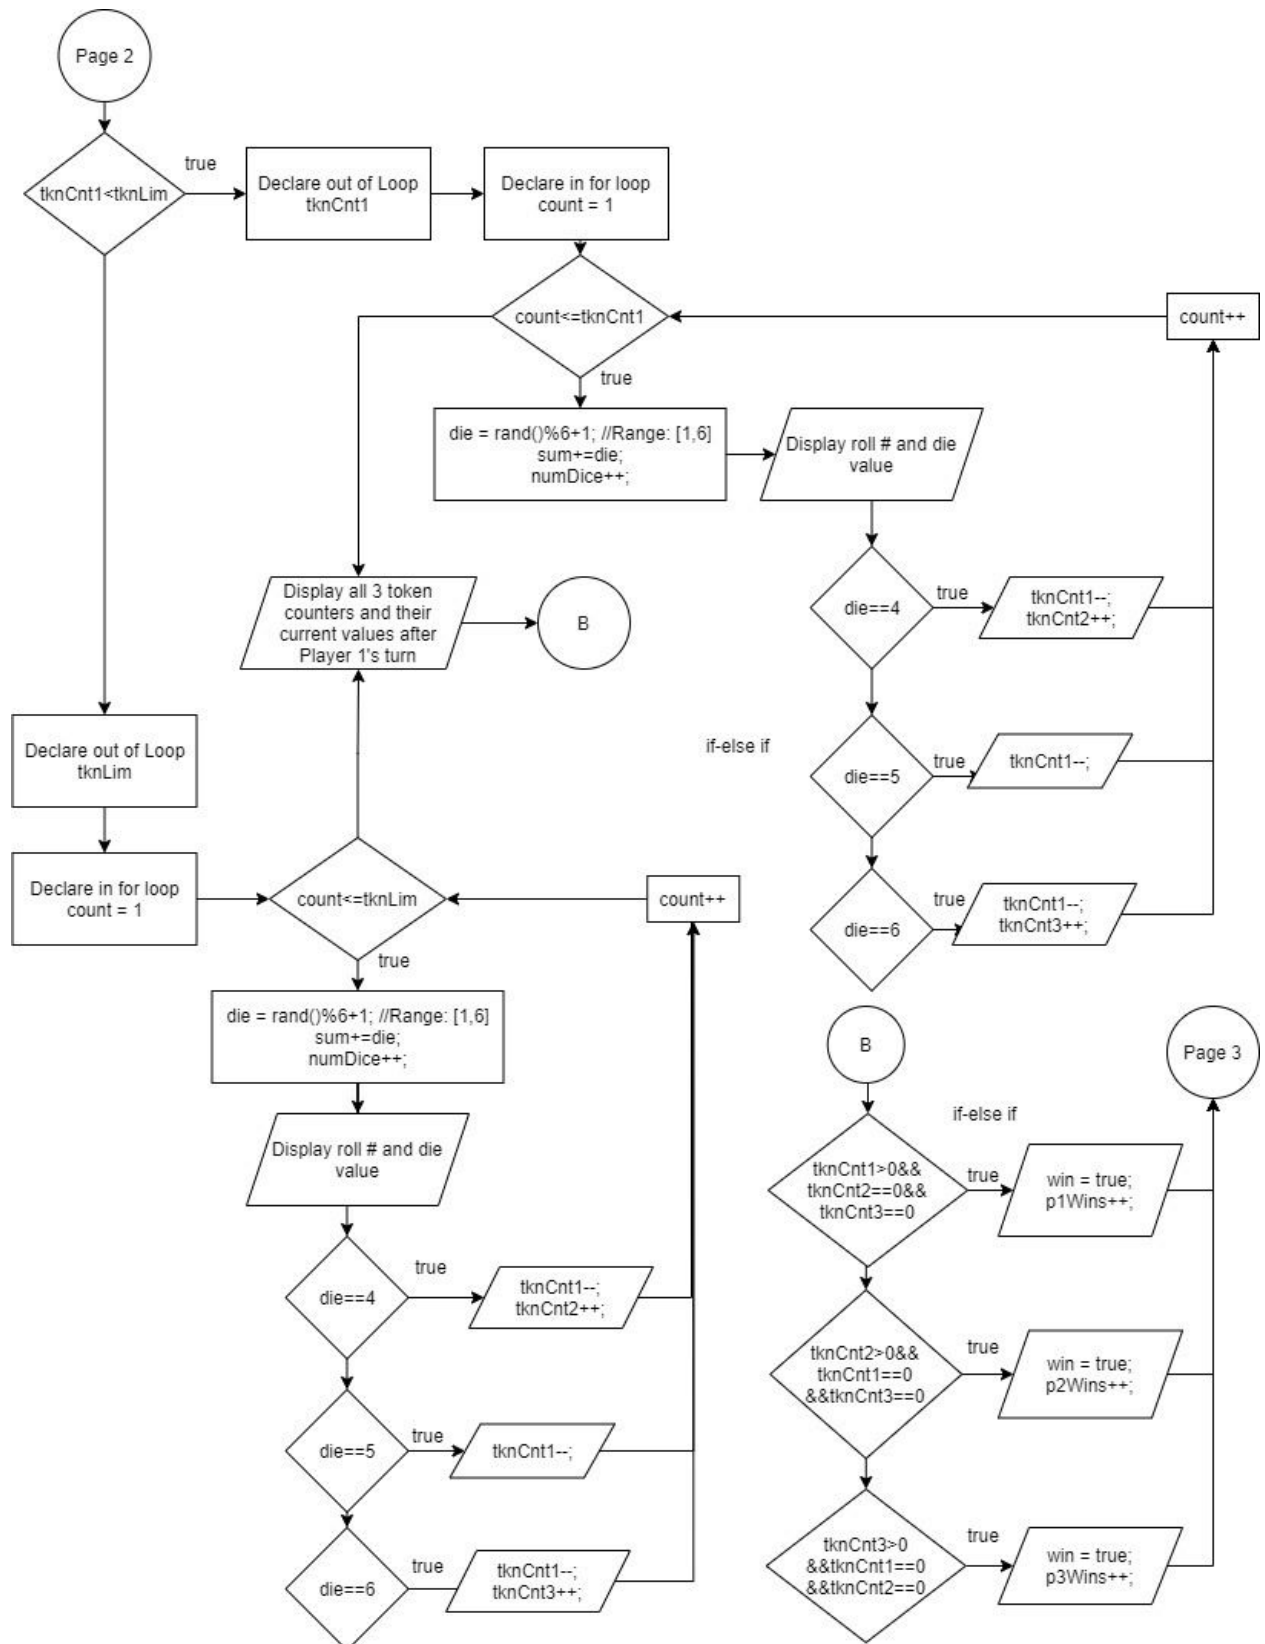 Page 2
tknCnt1<tknLim
true
Declare out of Loop
tknCnt1
Declare in for loop
count = 1
count<=tknCnt1
count++
true
die = rand()%6+1; //Range: [1,6]
sum+=die;
numDice++;
Display roll # and die
value
Display all 3 token
counters and their
current values after
Player 1's turn
B
die==4
true
tknCnt1--;
tknCnt2++;
if-else if
die==5
true
tknCnt1--;
die==6
true
tknCnt1--;
tknCnt3++;
Declare out of Loop
tknLim
Declare in for loop
count = 1
count<=tknLim
count++
true
die = rand()%6+1; //Range: [1,6]
sum+=die;
numDice++;
Display roll # and die
value
die==4
true
tknCnt1--;
tknCnt2++;
die==5
true
tknCnt1--;
die==6
true
tknCnt1--;
tknCnt3++;
B
Page 3
if-else if
tknCnt1>0&&
tknCnt2==0&&
tknCnt3==0
true
win = true;
p1Wins++;
tknCnt2>0&&
tknCnt1==0
&&tknCnt3==0
true
win = true;
p2Wins++;
tknCnt3>0
&&tknCnt1==0
&&tknCnt2==0
true
win = true;
p3Wins++;